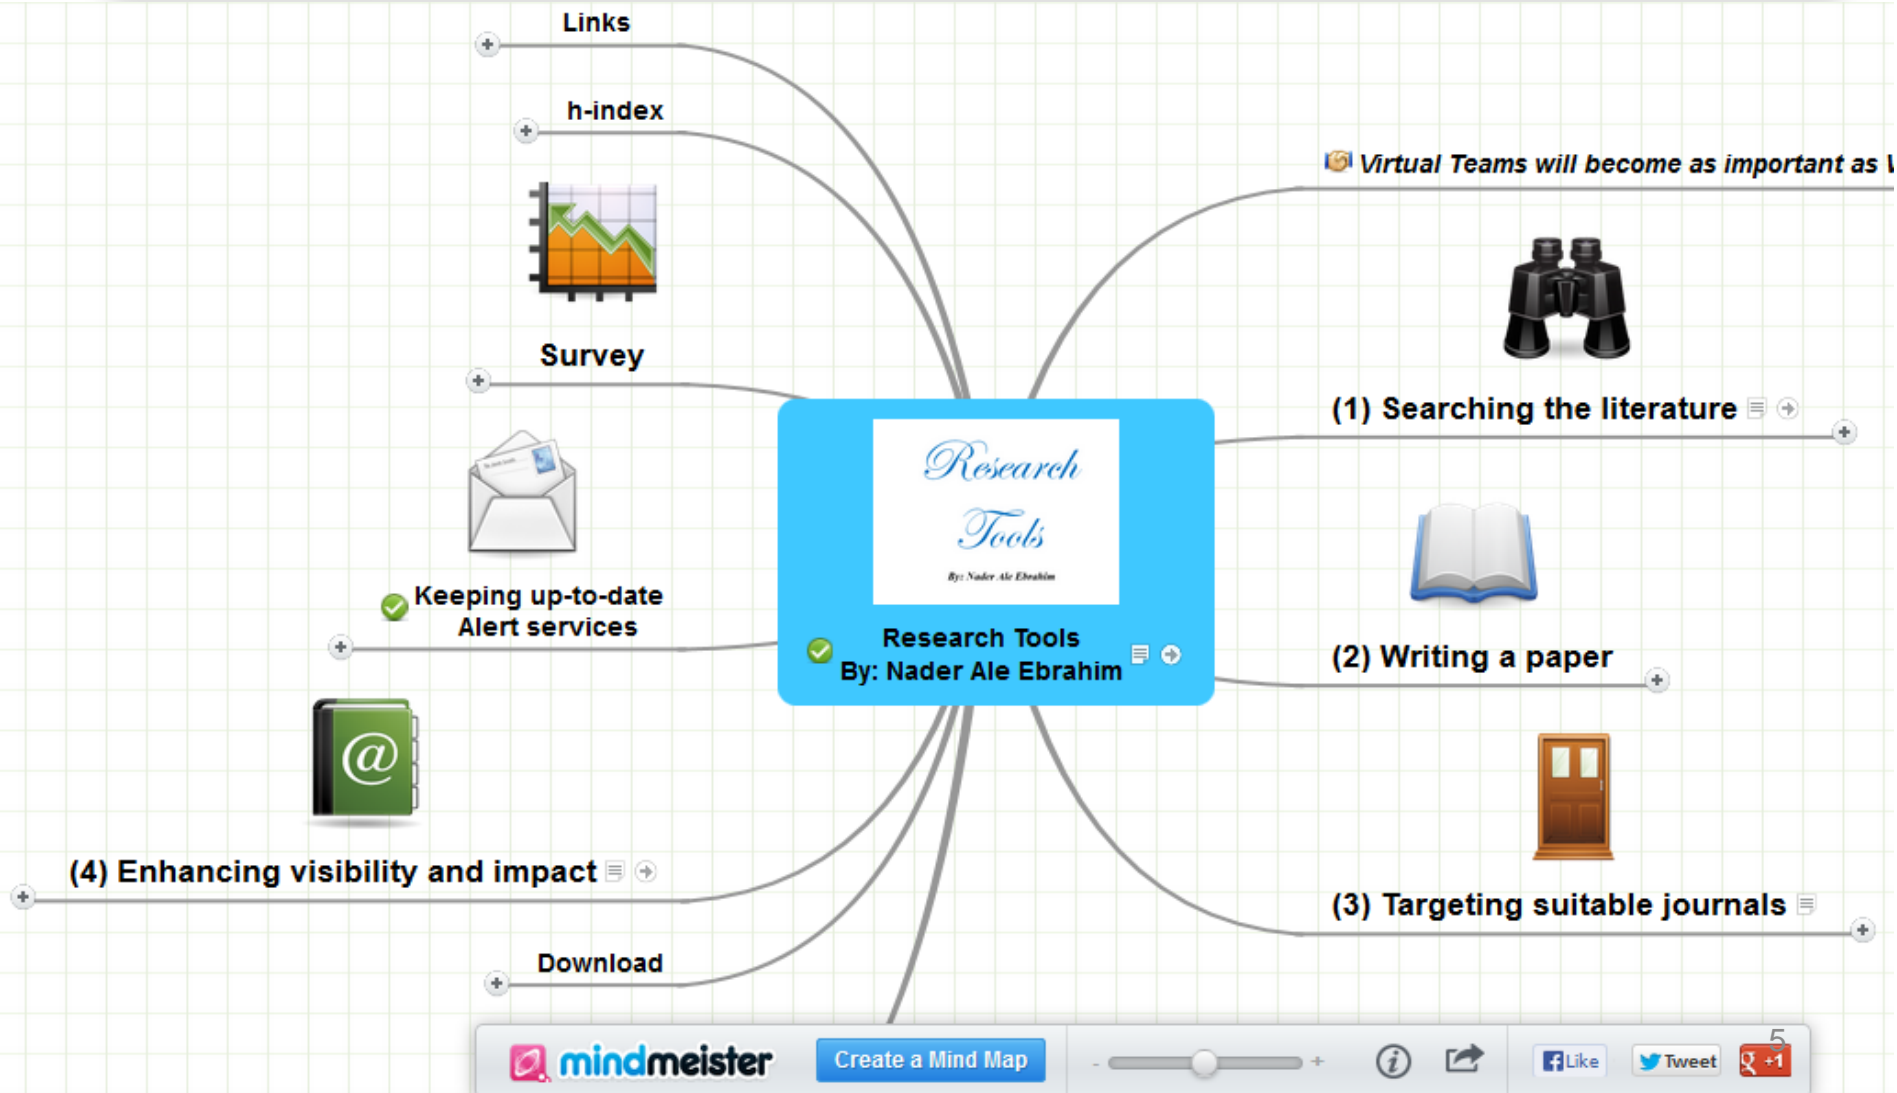 Links
h-index
Survey
Keeping up-to-date
Alert services
(4) Enhancing visibility and impact
Download
Research
Tools
By: Nader Ale Ebrahim
Research Tools
By: Nader Ale Ebrahim
Virtual Teams will become as important as
(1) Searching the literature
(2) Writing a paper
(3) Targeting suitable journals
@
mindmeister
Create a Mind Map
- +
i
Like
Tweet
g +1
5